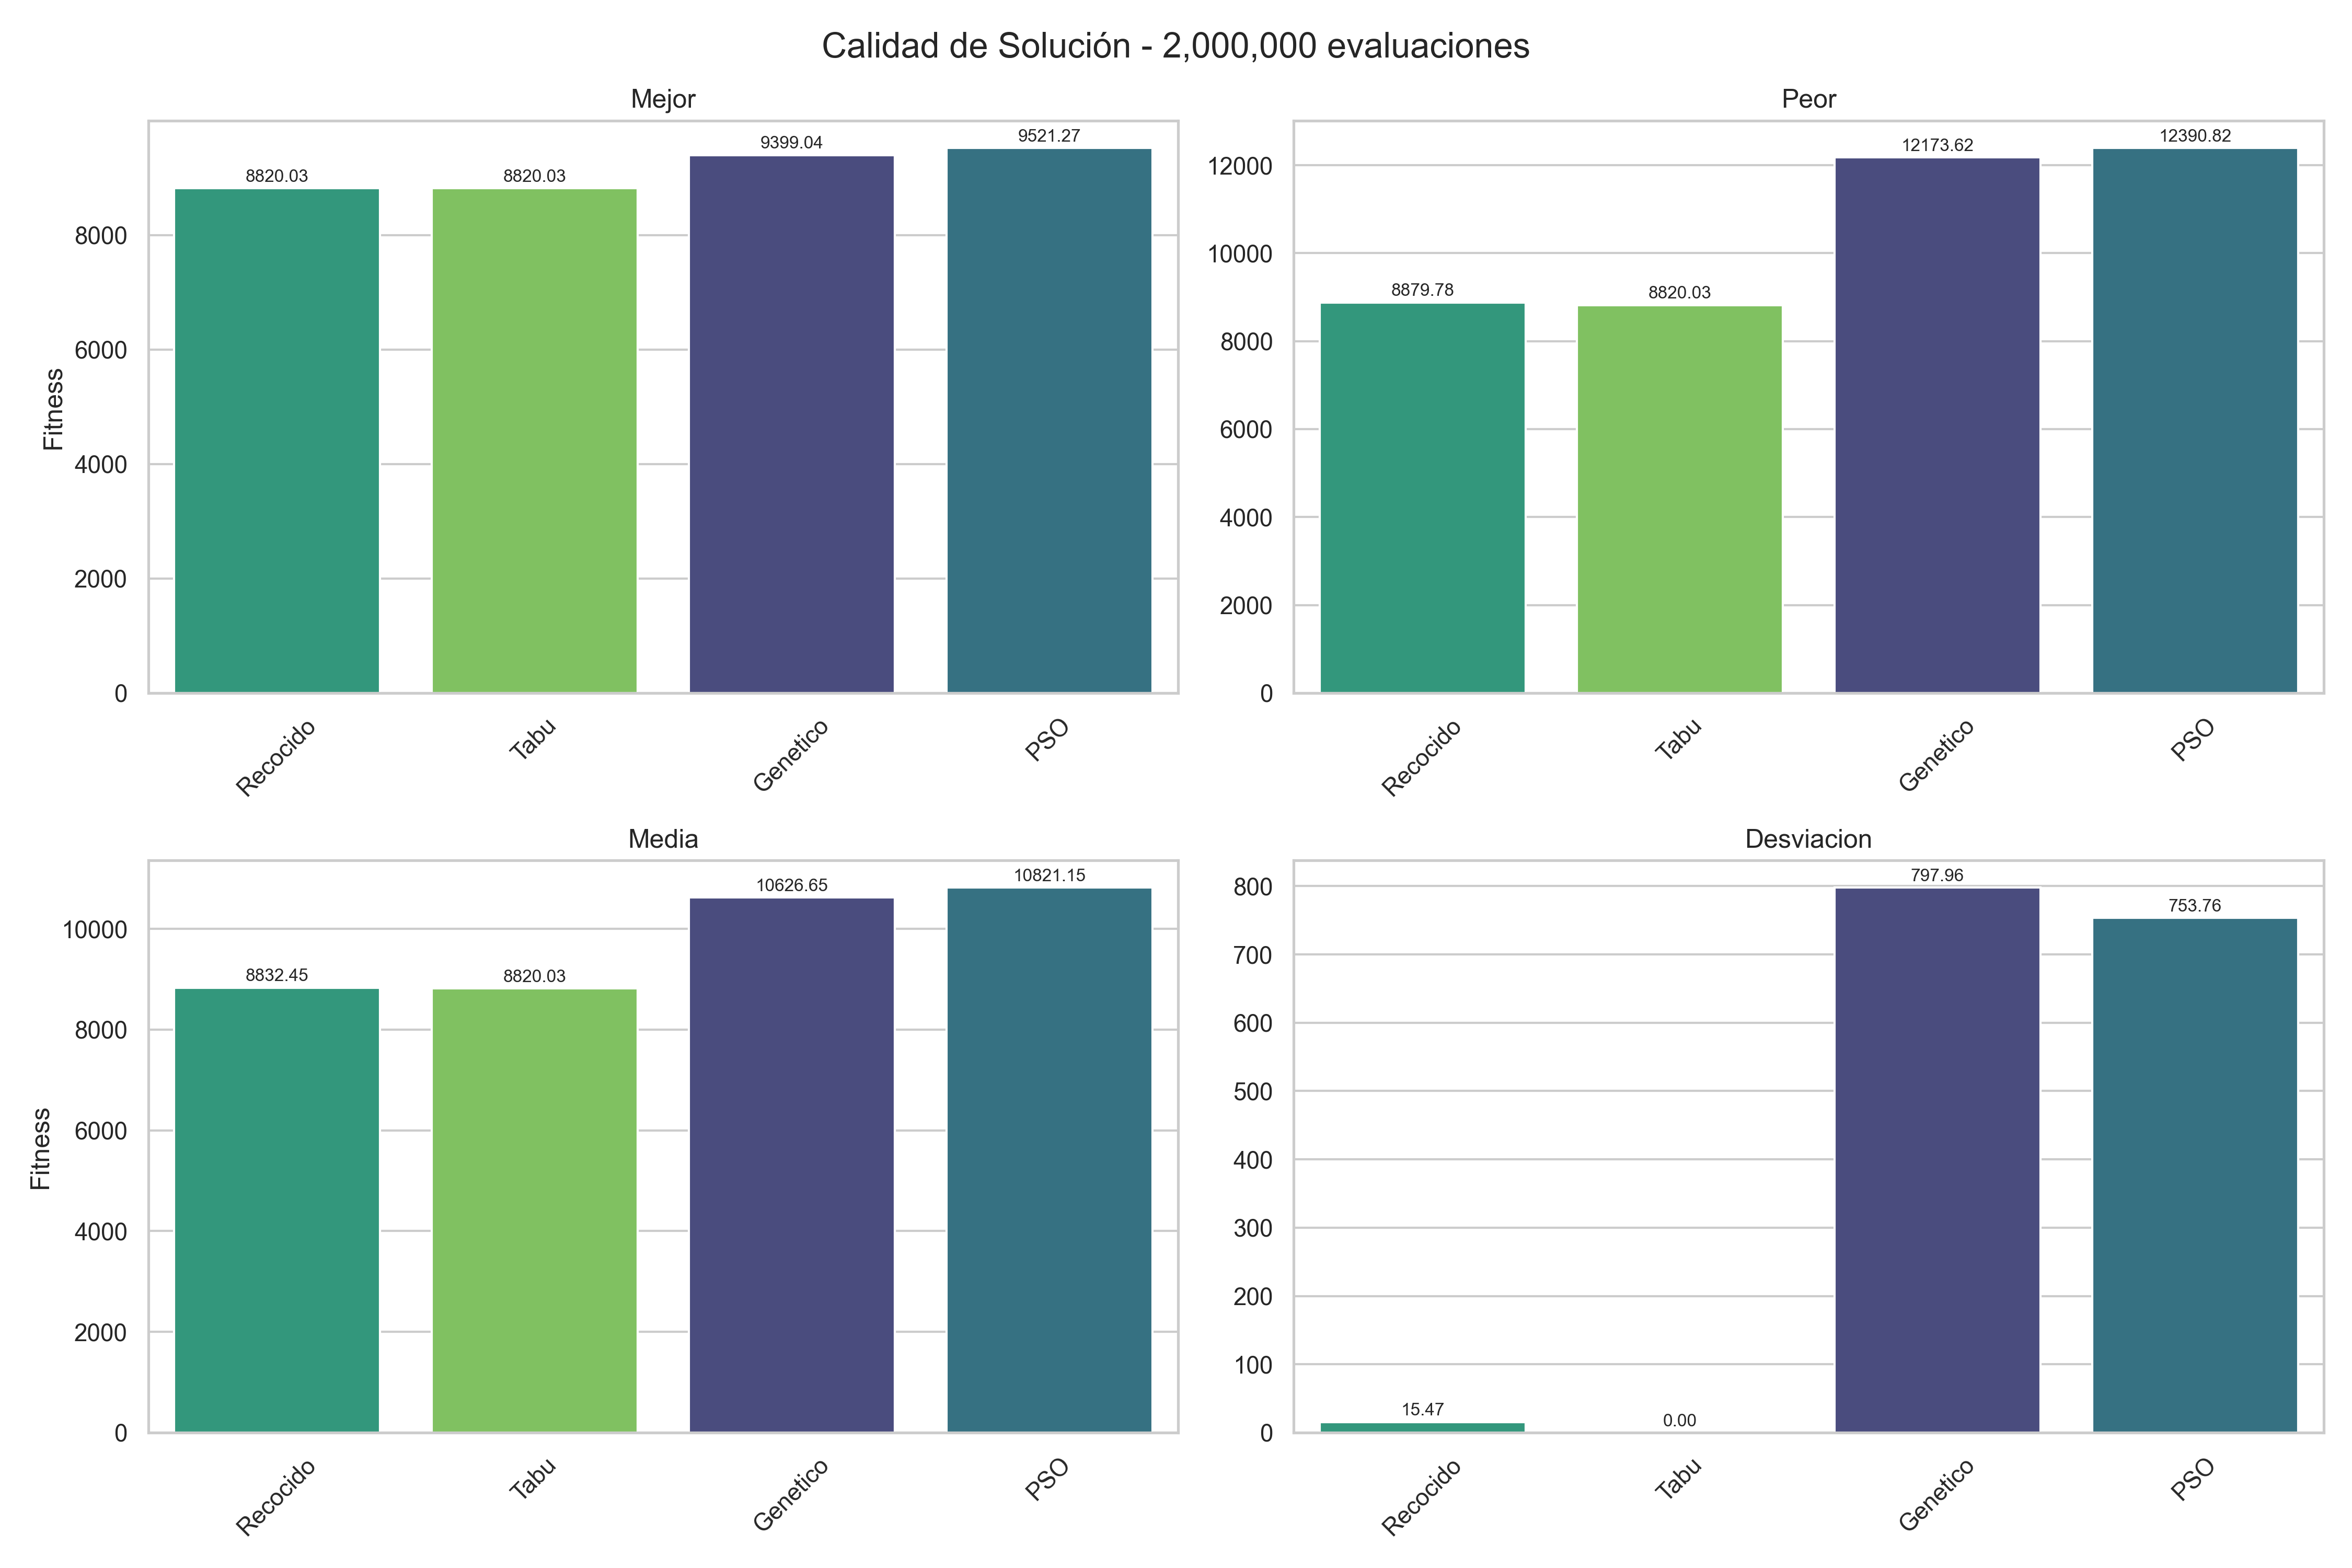 Calidad de Solución - 2,000,000 evaluaciones
Mejor
Fitness
8000
6000
4000
2000
0
8820.03
8820.03
9399.04
9521.27
Recocido
Tabu
Genetico
PSO
Peor
12000
10000
8000
6000
4000
2000
0
8879.78
8820.03
12173.62
12390.82
Recocido
Tabu
Genetico
PSO
Media
Fitness
10000
8000
6000
4000
2000
0
8832.45
8820.03
10626.65
10821.15
Recocido
Tabu
Genetico
PSO
Desviacion
800
700
600
500
400
300
200
100
0
15.47
0.00
797.96
753.76
Recocido
Tabu
Genetico
PSO